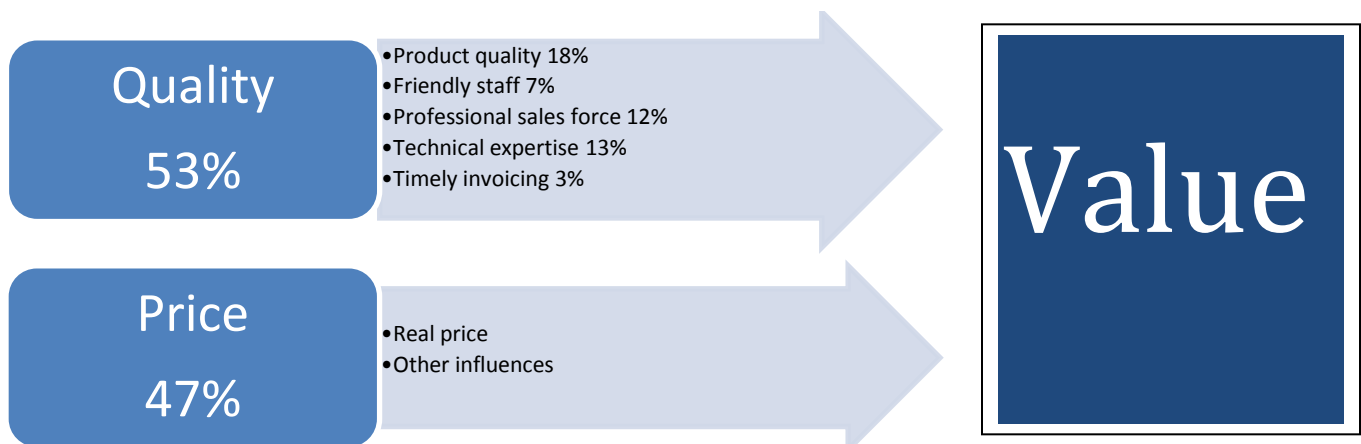 Quality
53%
•Product quality 18%
•Friendly staff 7%
•Professional sales force 12%
•Technical expertise 13%
•Timely invoicing 3%
Price
47%
•Real price
•Other influences
Value